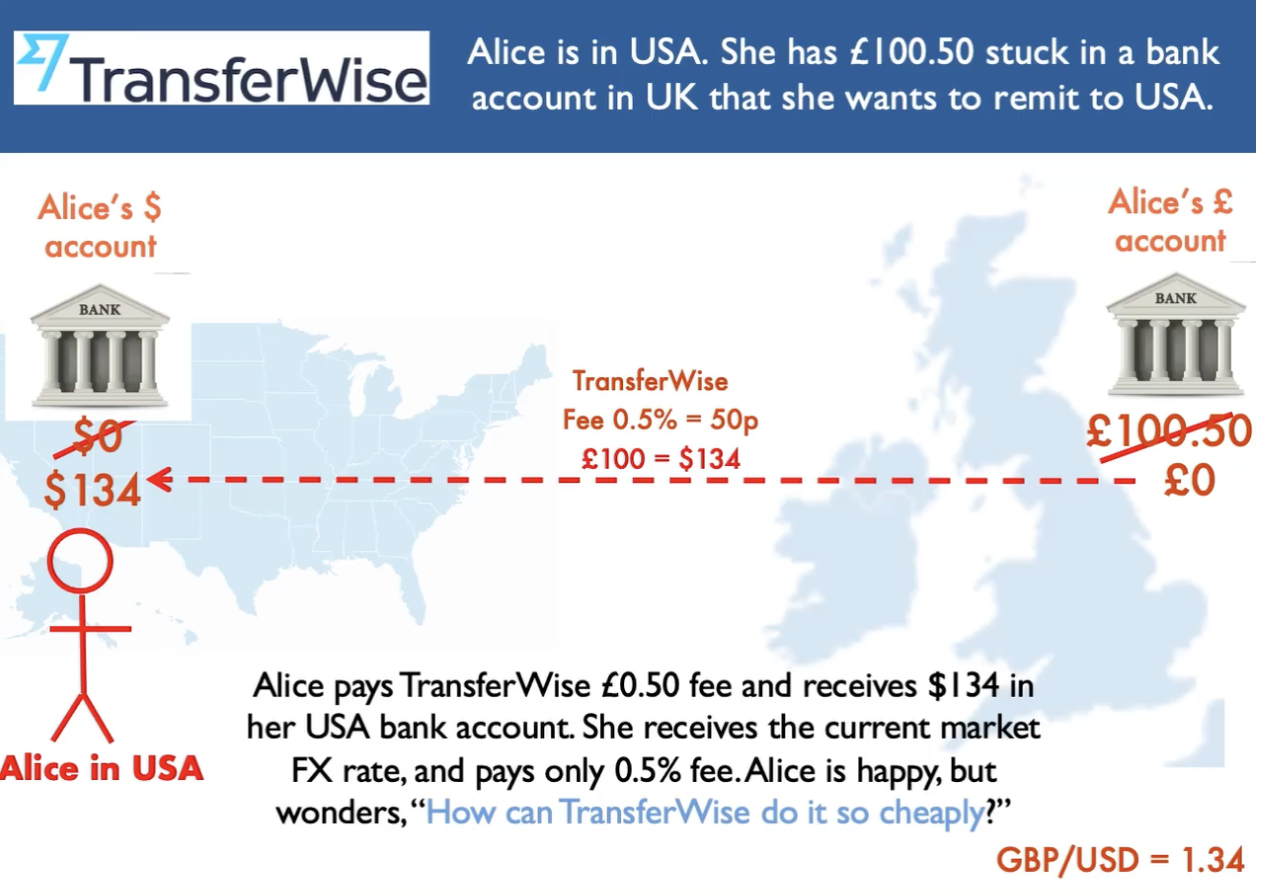 TransferWise
Alice is in USA. She has £100.50 stuck in a bank
account in UK that she wants to remit to USA.
Alice's $
account
BANK
$0
$134
Alice in USA
TransferWise
Fee 0.5% = 50p
£100 = $134
Alice's £
account
BANK
£100.50
£0
Alice pays TransferWise £0.50 fee and receives $134 in
her USA bank account. She receives the current market
FX rate, and pays only 0.5% fee. Alice is happy, but
wonders, “How can TransferWise do it so cheaply?”
GBP/USD = 1.34